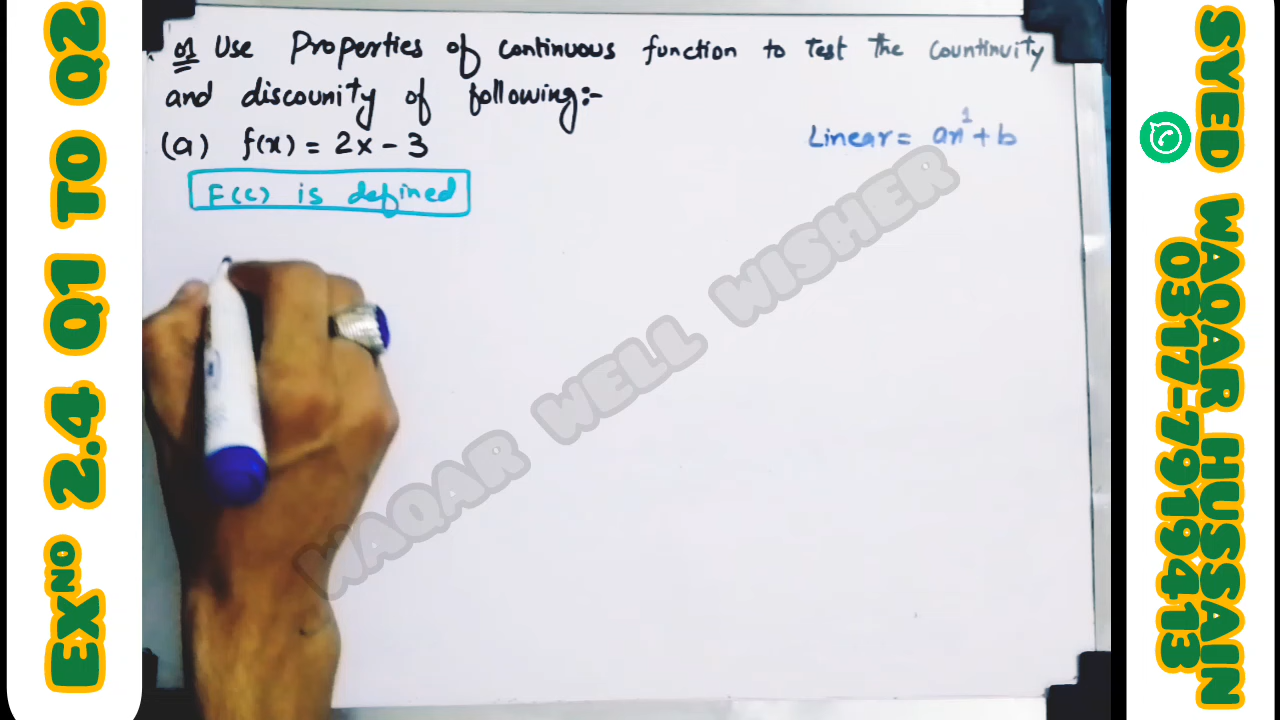 Q1 Use Properties of continuous function to test the Countinuity
and discounity of following:-
(a) f(x) = 2x - 3
Linear = ax¹ + b
F(c) is defined
WAQAR WELL WISHER
Ex^NO 2.4 Q1 TO Q2
SYED WAQAR HUSSAIN
0317-7919413